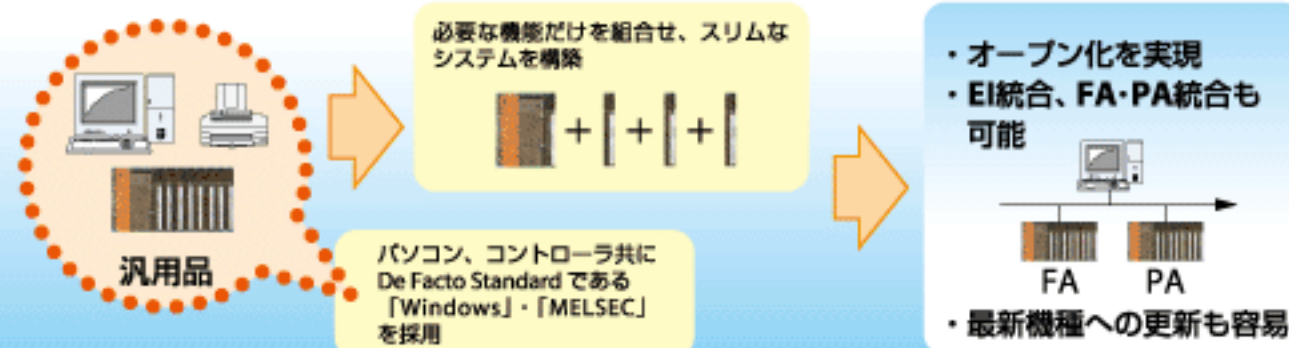 汎用品
必要な機能だけを組合せ、スリムな
システムを構築
+ + +
パソコン、コントローラ共に
De Facto Standard である
「Windows」・「MELSEC」
を採用
・オープン化を実現
・EI統合、FA・PA統合も
可能
FA PA
・最新機種への更新も容易